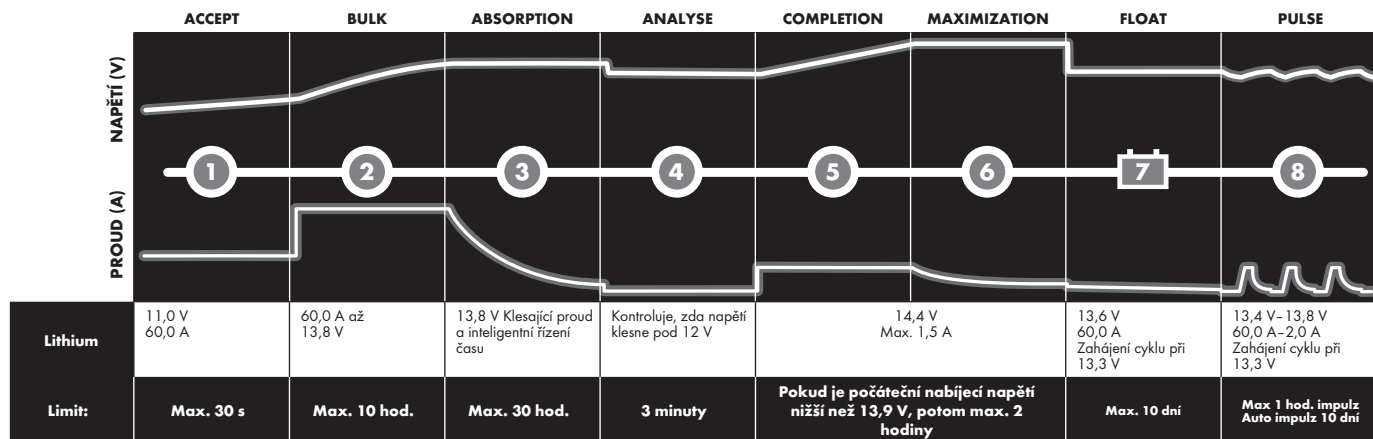 ACCEPT BULK ABSORPTION ANALYSE COMPLETION MAXIMIZATION FLOAT PULSE
NAPĚTÍ (V)
1 2 3 4 5 6 7 8
PROUD (A)
Lithium
11,0 V
60,0 A
60,0 A až
13,8 V
13,8 V Klesající proud
a inteligentní řízení
času
Kontroluje, zda napětí
klesne pod 12 V
14,4 V
Max. 1,5 A
13,6 V
60,0 A
Zahájení cyklu při
13,3 V
13,4 V–13,8 V
60,0 A–2,0 A
Zahájení cyklu při
13,3 V
Limit:
Max. 30 s
Max. 10 hod.
Max. 30 hod.
3 minuty
Pokud je počáteční nabíjecí napětí
nižší než 13,9 V, potom max. 2
hodiny
Max. 10 dní
Max 1 hod. impulz
Auto impulz 10 dní